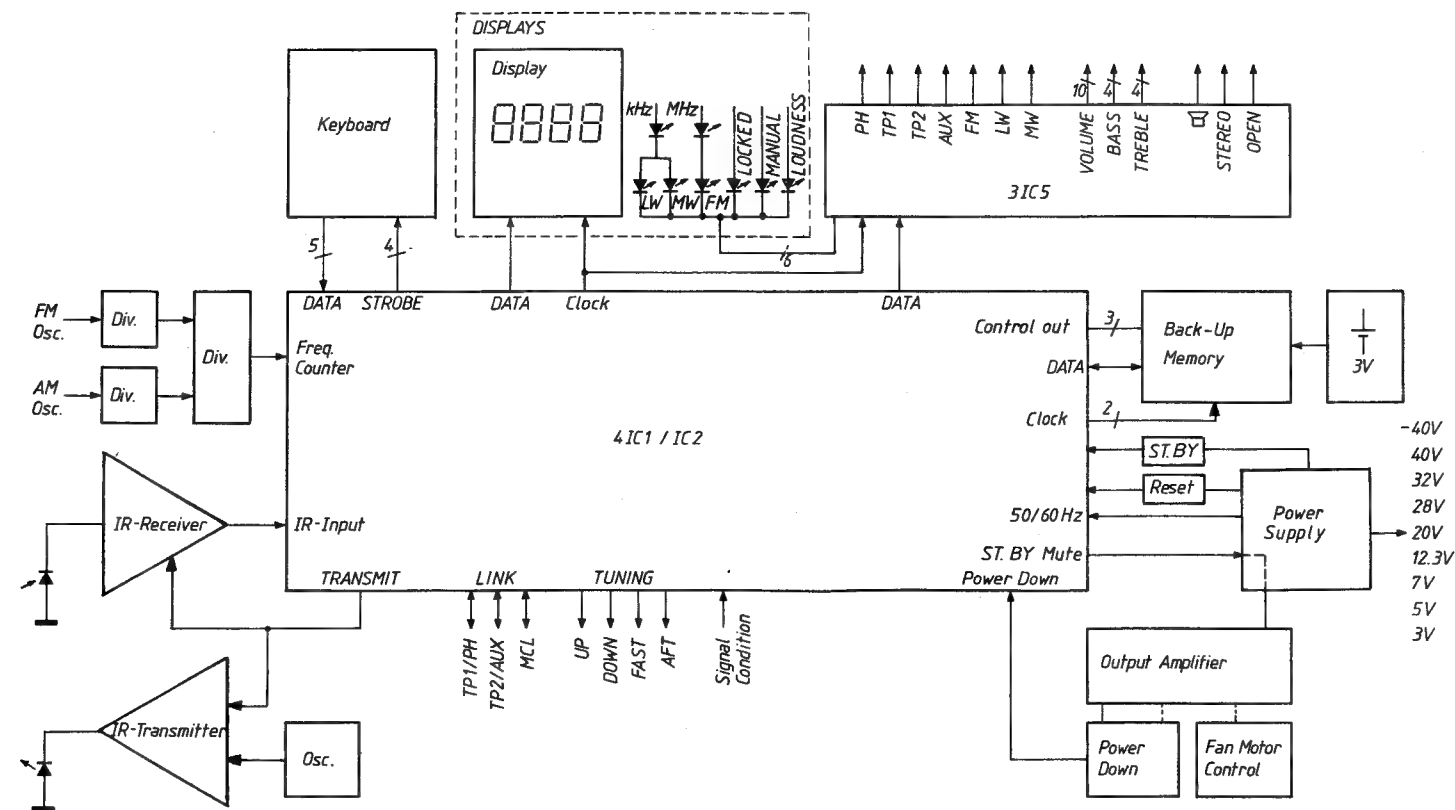 DISPLAYS
Display
8888
kHz
MHz
LOCKED
MANUAL
LOUDNESS
LW
MW
FM
6
Keyboard
5
4
PH
TP1
TP2
AUX
FM
LW
MW
10
4
4
VOLUME
BASS
TREBLE
STEREO
OPEN
3IC5
DATA
STROBE
DATA
Clock
DATA
FM
Osc.
Div.
Div.
AM
Osc.
Div.
Freq.
Counter
4IC1 / IC2
Control out
3
DATA
Clock
2
Back-Up
Memory
3V
ST.BY
Reset
50/60Hz
ST. BY Mute
Power Down
Power
Supply
-40V
40V
32V
28V
20V
12.3V
7V
5V
3V
IR-Receiver
IR-Input
TRANSMIT
LINK
TUNING
TP1/PH
TP2/AUX
MCL
UP
DOWN
FAST
AFT
Signal
Condition
Output Amplifier
IR-Transmitter
Osc.
Power
Down
Fan Motor
Control